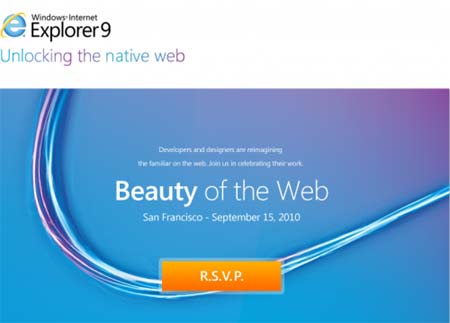 Windows® Internet
Explorer 9
Unlocking the native web
Developers and designers are reimagining
the familiar on the web. Join us in celebrating their work.
Beauty of the Web
San Francisco - September 15, 2010
R.S.V.P.